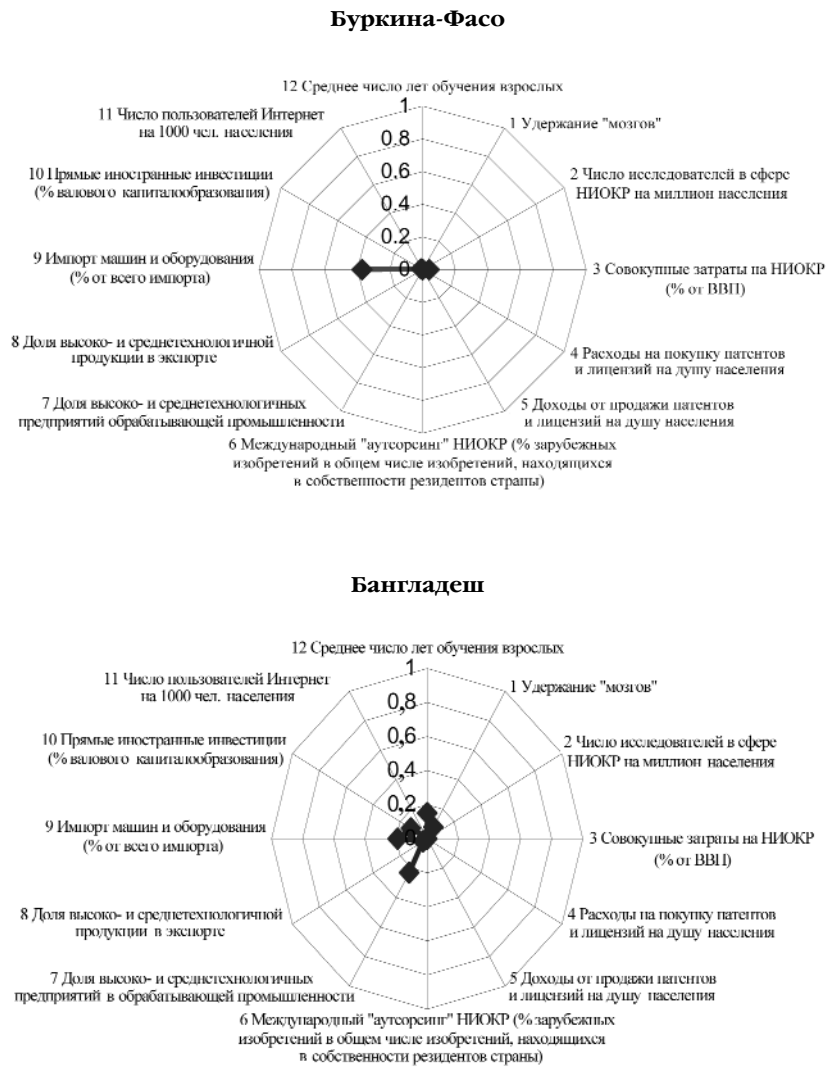 Буркина-Фасо
12 Среднее число лет обучения взрослых
1
11 Число пользователей Интернет
на 1000 чел. населения
1 Удержание "мозгов"
0.8
10 Прямые иностранные инвестиции
(% валового капиталообразования)
0.6
2 Число исследователей в сфере
НИОКР на миллион населения
0.4
0.2
9 Импорт машин и оборудования
(% от всего импорта)
0
3 Совокупные затраты на НИОКР
(% от ВВП)
8 Доля высоко- и среднетехнологичной
продукции в экспорте
4 Расходы на покупку патентов
и лицензий на душу населения
7 Доля высоко- и среднетехнологичных
предприятий обрабатывающей промышленности
5 Доходы от продажи патентов
и лицензий на душу населения
6 Международный "аутсорсинг" НИОКР (% зарубежных
изобретений в общем числе изобретений, находящихся
в собственности резидентов страны)
Бангладеш
12 Среднее число лет обучения взрослых
1
11 Число пользователей Интернет
на 1000 чел. населения
1 Удержание "мозгов"
0,8
10 Прямые иностранные инвестиции
(% валового капиталообразования)
0,6
2 Число исследователей в сфере
НИОКР на миллион населения
0,4
0,2
9 Импорт машин и оборудования
(% от всего импорта)
0
3 Совокупные затраты на НИОКР
(% от ВВП)
8 Доля высоко- и среднетехнологичной
продукции в экспорте
4 Расходы на покупку патентов
и лицензий на душу населения
7 Доля высоко- и среднетехнологичных
предприятий в обрабатывающей промышленности
5 Доходы от продажи патентов
и лицензий на душу населения
6 Международный "аутсорсинг" НИОКР (% зарубежных
изобретений в общем числе изобретений, находящихся
в собственности резидентов страны)